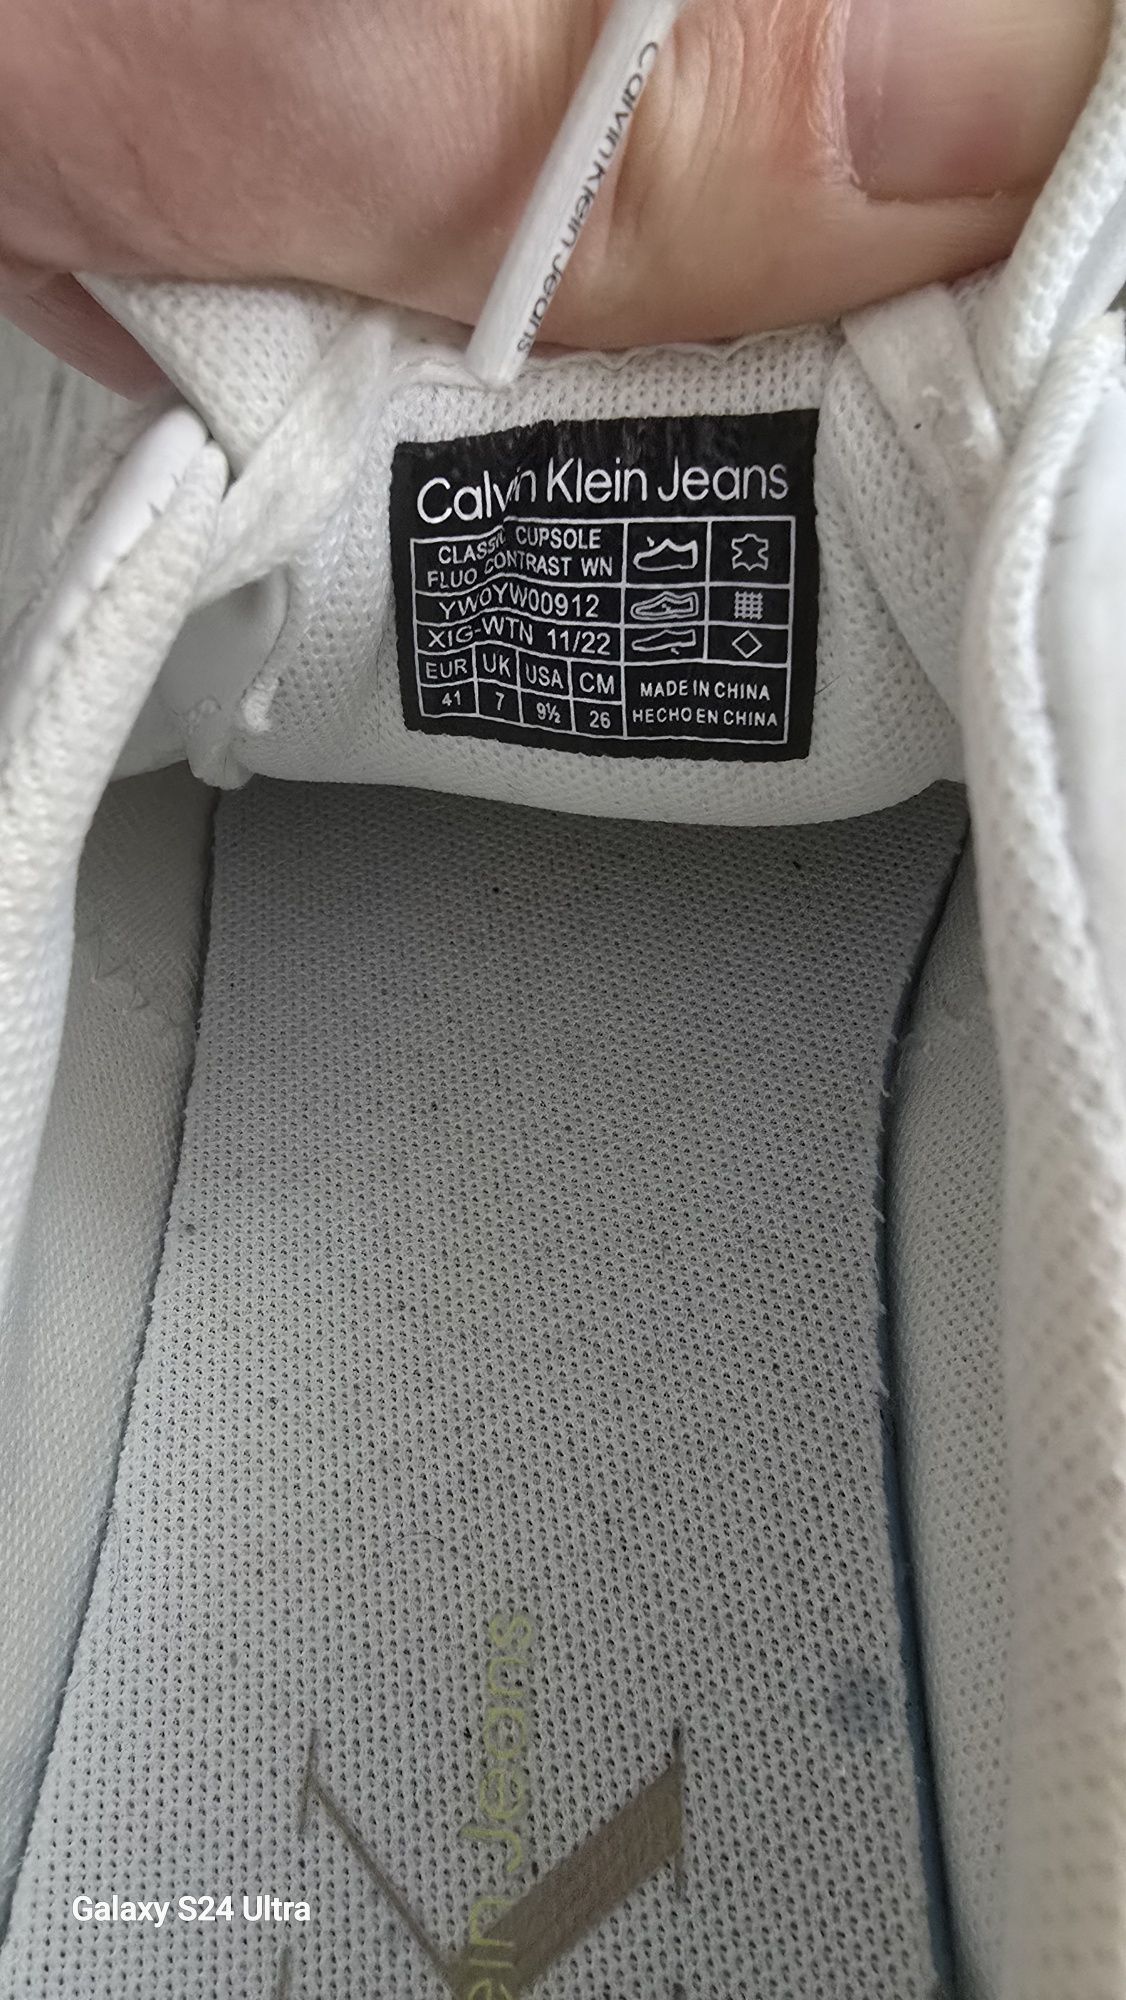 Calvin Klein Jeans
Calvin Klein Jeans
CLASSIC CUPSOLE
FLUO CONTRAST WN
YW0YW00912
XIG-WTN 11/22
EUR UK USA CM
41 7 9½ 26
MADE IN CHINA
HECHO EN CHINA
ein Jeans
Galaxy S24 Ultra